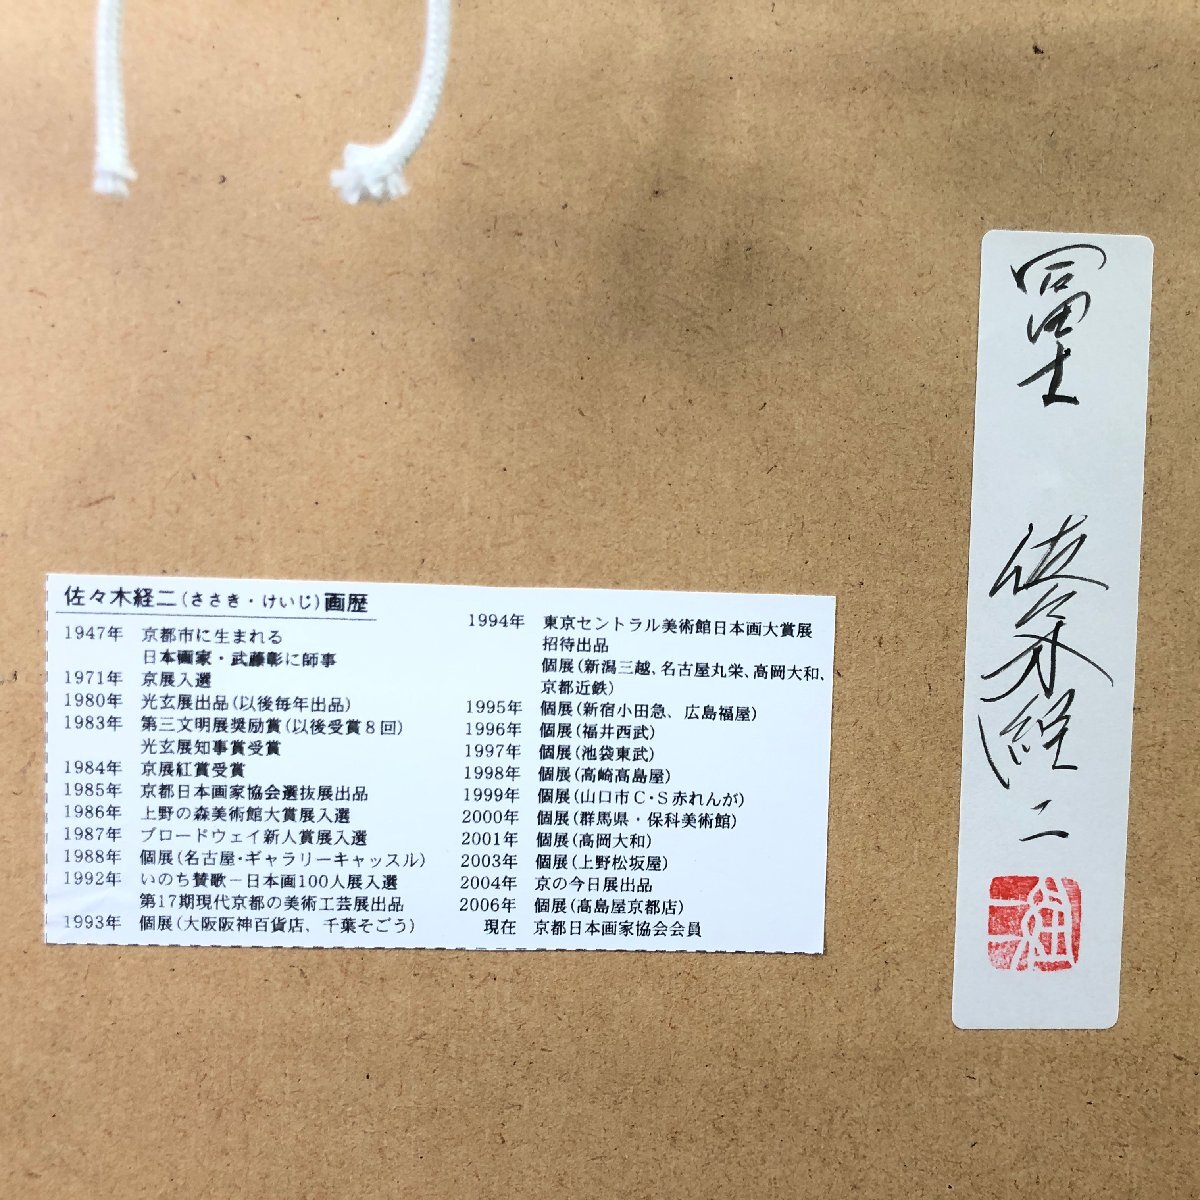 佐々木経二(ささき・けいじ)画歴
1947年 京都市に生まれる
日本画家・武藤彰に師事
1971年 京展入選
1980年 光玄展出品(以後毎年出品)
1983年 第三文明展奨励賞(以後受賞8回)
光玄展知事賞受賞
1984年 京展紅賞受賞
1985年 京都日本画家協会選抜展出品
1986年 上野の森美術館大賞展入選
1987年 ブロードウェイ新人賞展入選
1988年 個展(名古屋・ギャラリーキャッスル)
1992年 いのち賛歌－日本画100人展入選
第17期現代京都の美術工芸展出品
1993年 個展(大阪阪神百貨店、千葉そごう)
1994年 東京セントラル美術館日本画大賞展
招待出品
個展(新潟三越、名古屋丸栄、高岡大和、
京都近鉄)
1995年 個展(新宿小田急、広島福屋)
1996年 個展(福井西武)
1997年 個展(池袋東武)
1998年 個展(高崎髙島屋)
1999年 個展(山口市C・S赤れんが)
2000年 個展(群馬県・保科美術館)
2001年 個展(高岡大和)
2003年 個展(上野松坂屋)
2004年 京の今日展出品
2006年 個展(髙島屋京都店)
現在 京都日本画家協会会員
冨士
佐々木経二